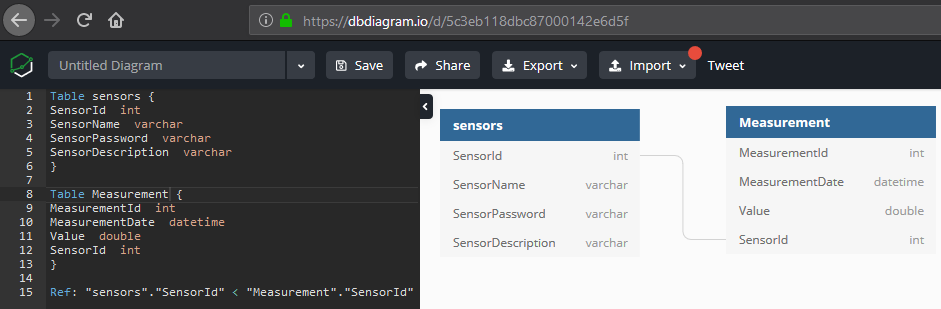 https://dbdiagram.io/d/5c3eb118dbc87000142e6d5f
Untitled Diagram
Save
Share
Export
Import
Tweet
1 Table sensors {
2 SensorId int
3 SensorName varchar
4 SensorPassword varchar
5 SensorDescription varchar
6 }
7
8 Table Measurement {
9 MeasurementId int
10 MeasurementDate datetime
11 Value double
12 SensorId int
13 }
14
15 Ref: "sensors"."SensorId" < "Measurement"."SensorId"
sensors
SensorId int
SensorName varchar
SensorPassword varchar
SensorDescription varchar
Measurement
MeasurementId int
MeasurementDate datetime
Value double
SensorId int